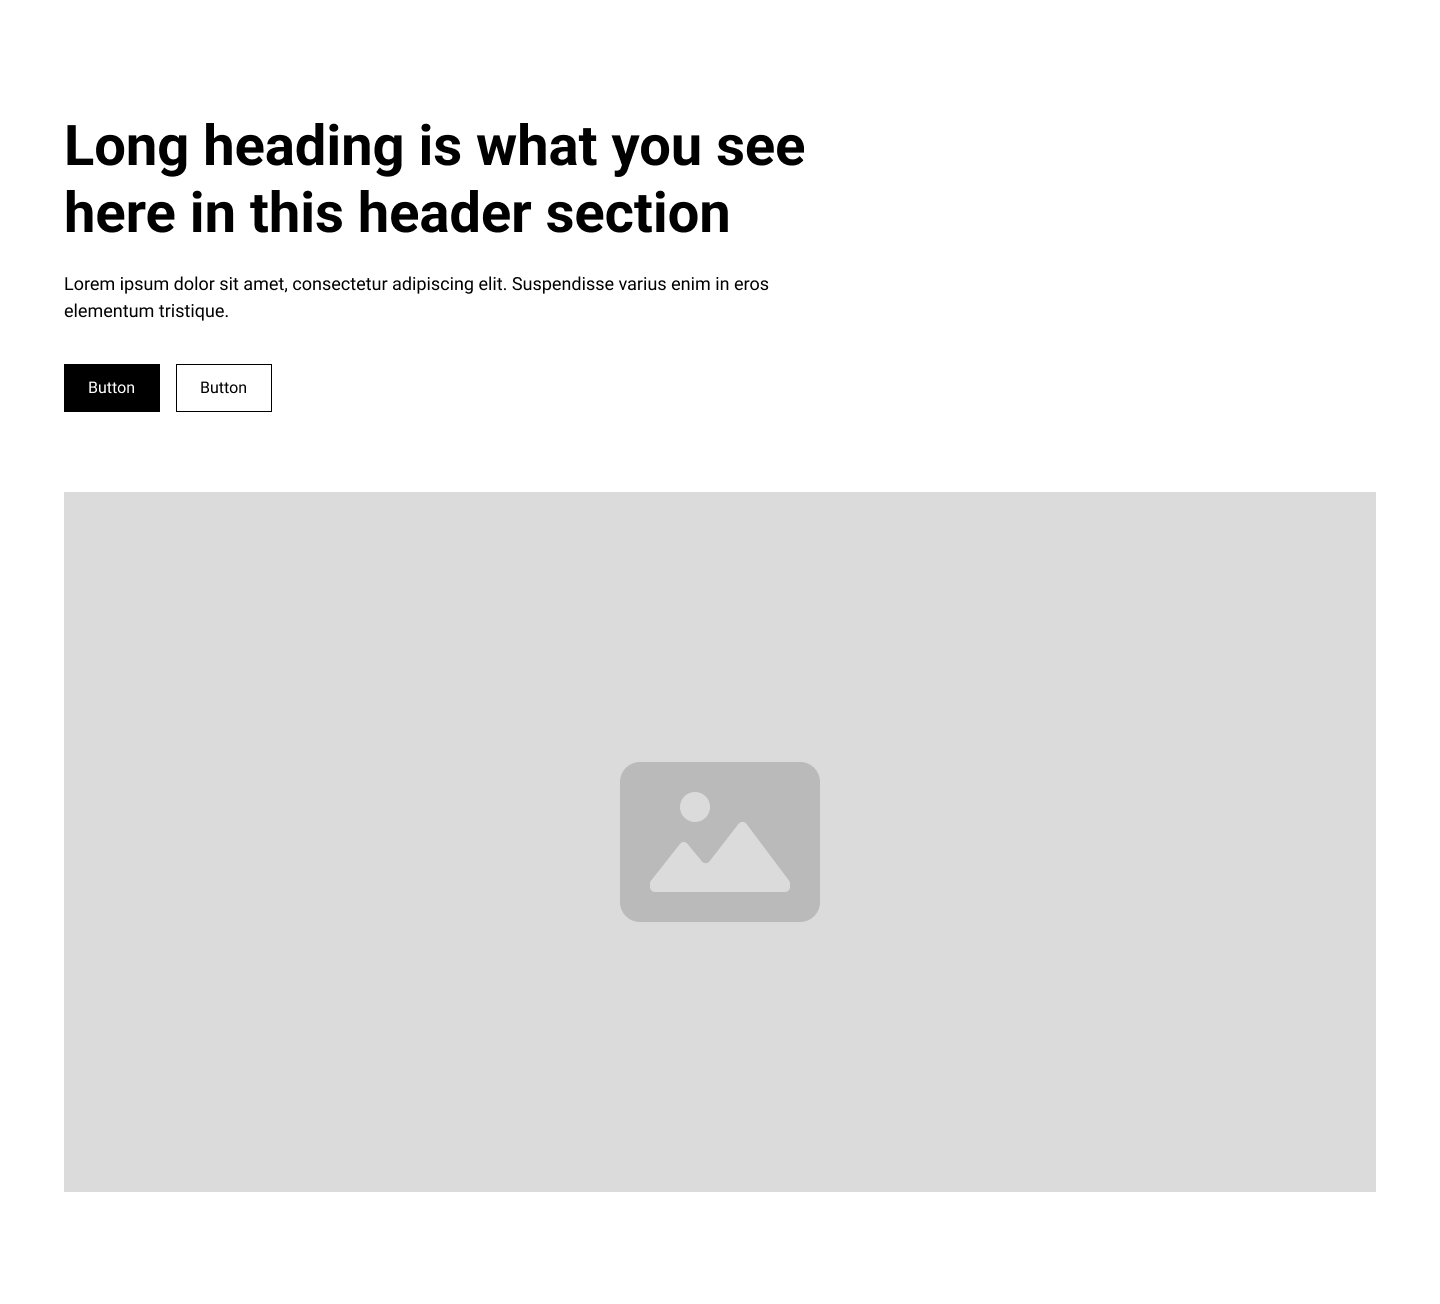 Long heading is what you see
here in this header section
Lorem ipsum dolor sit amet, consectetur adipiscing elit. Suspendisse varius enim in eros
elementum tristique.
Button Button